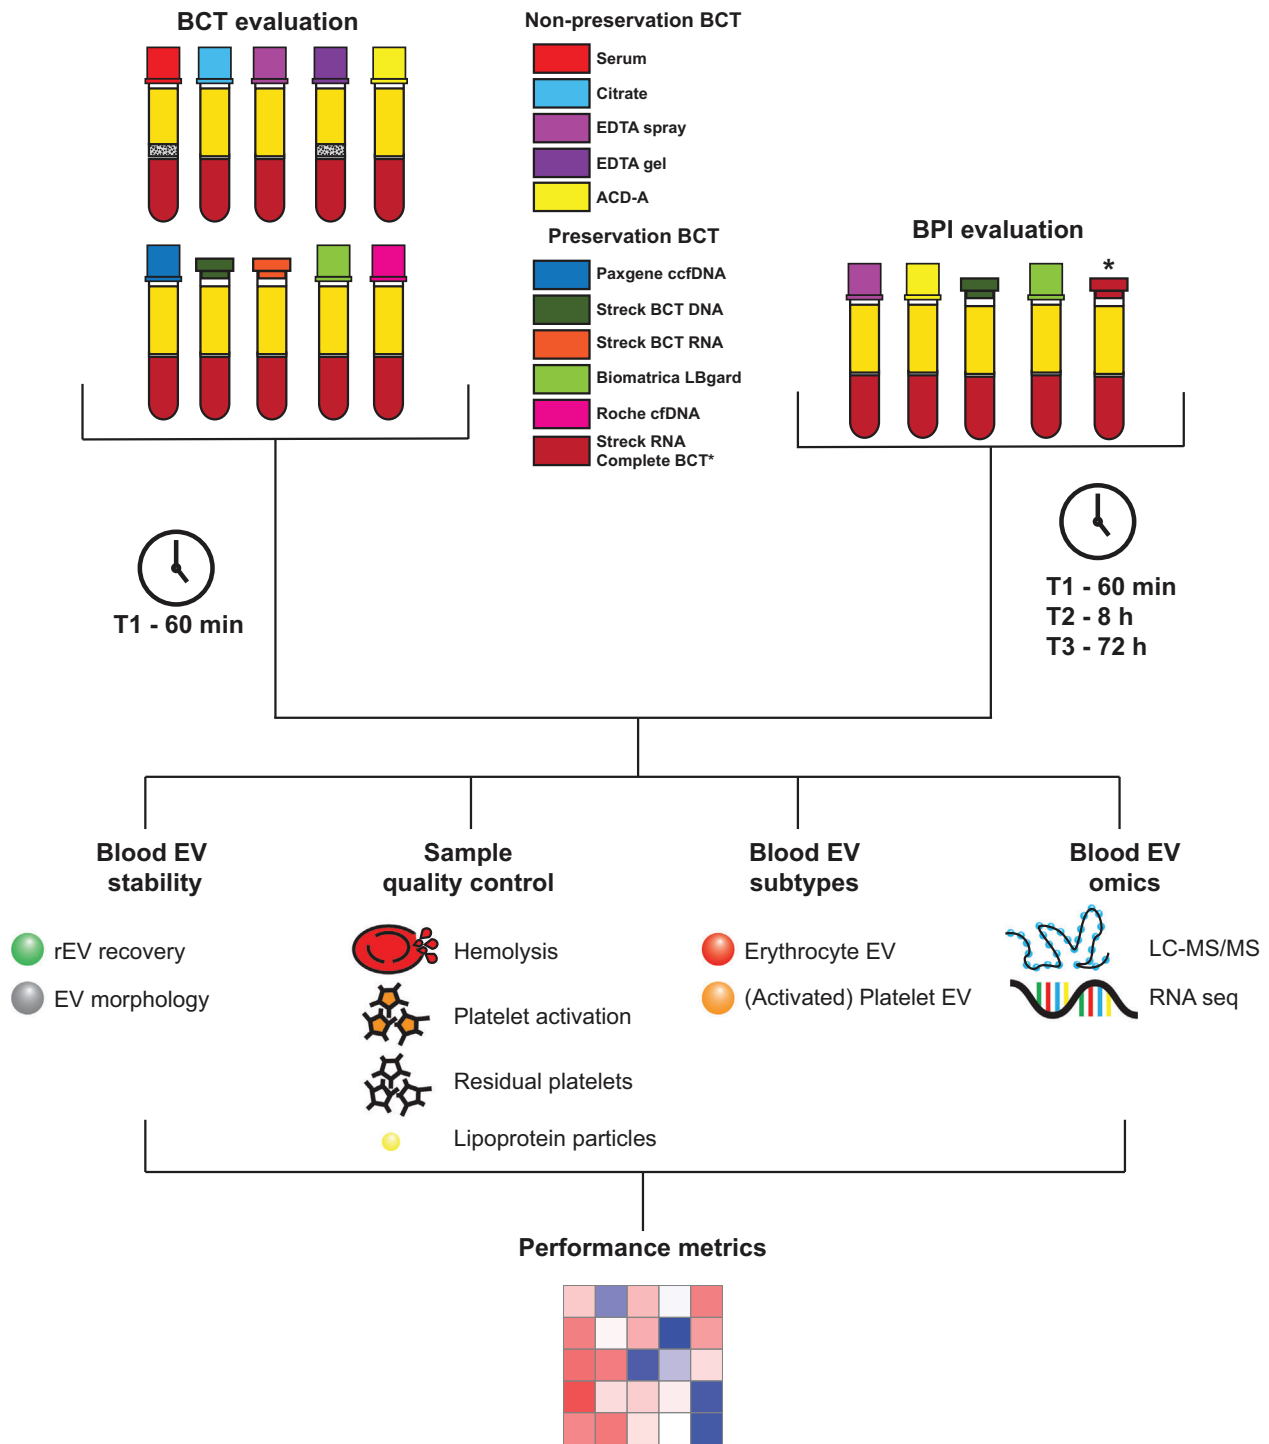 BCT evaluation
Non-preservation BCT
Serum
Citrate
EDTA spray
EDTA gel
ACD-A
Preservation BCT
Paxgene ccfDNA
Streck BCT DNA
Streck BCT RNA
Biomatrica LBgard
Roche cfDNA
Streck RNA
Complete BCT*
BPI evaluation
*
T1 - 60 min
T1 - 60 min
T2 - 8 h
T3 - 72 h
Blood EV
stability
rEV recovery
EV morphology
Sample
quality control
Hemolysis
Platelet activation
Residual platelets
Lipoprotein particles
Blood EV
subtypes
Erythrocyte EV
(Activated) Platelet EV
Blood EV
omics
LC-MS/MS
RNA seq
Performance metrics